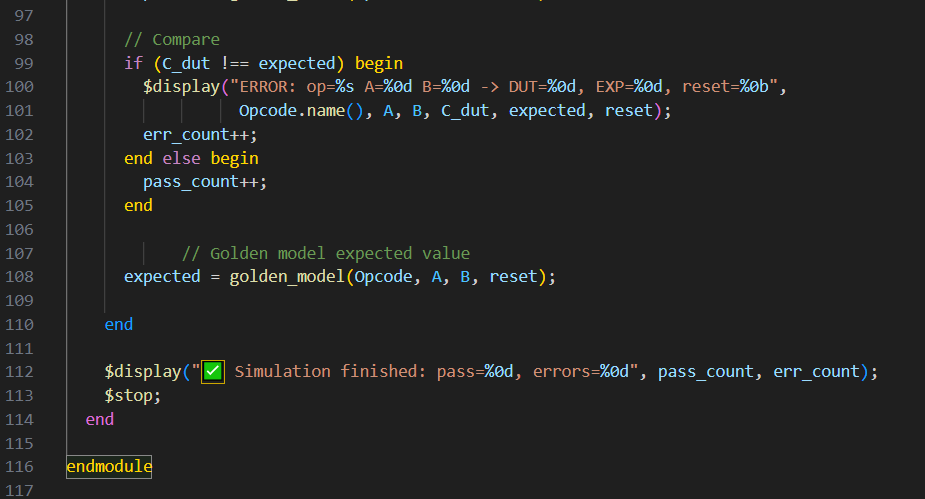 97
98 // Compare
99 if (C_dut !== expected) begin
100 $display("ERROR: op=%s A=%0d B=%0d -> DUT=%0d, EXP=%0d, reset=%0b",
101 Opcode.name(), A, B, C_dut, expected, reset);
102 err_count++;
103 end else begin
104 pass_count++;
105 end
106
107 // Golden model expected value
108 expected = golden_model(Opcode, A, B, reset);
109
110 end
111
112 $display("✅ Simulation finished: pass=%0d, errors=%0d", pass_count, err_count);
113 $stop;
114 end
115
116 endmodule
117